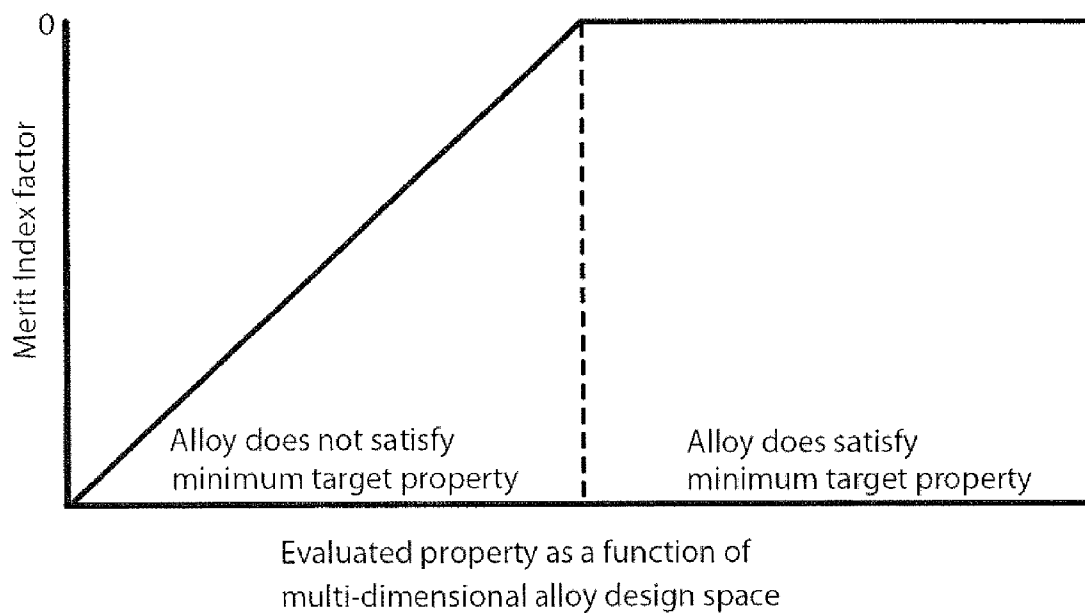 0
Merit Index factor
Alloy does not satisfy
minimum target property
Alloy does satisfy
minimum target property
Evaluated property as a function of
multi-dimensional alloy design space